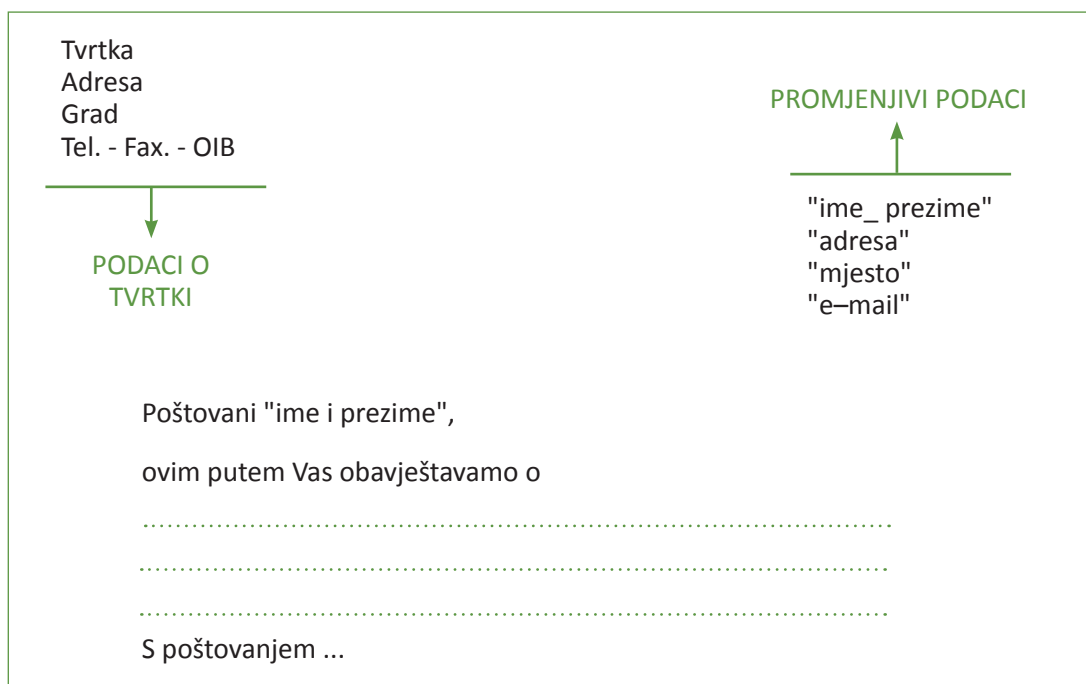 Tvrtka
Adresa
Grad
Tel. - Fax. - OIB
PODACI O
TVRTKI
PROMJENJIVI PODACI
"ime_ prezime"
"adresa"
"mjesto"
"e–mail"
Poštovani "ime i prezime",
ovim putem Vas obavještavamo o
S poštovanjem ...